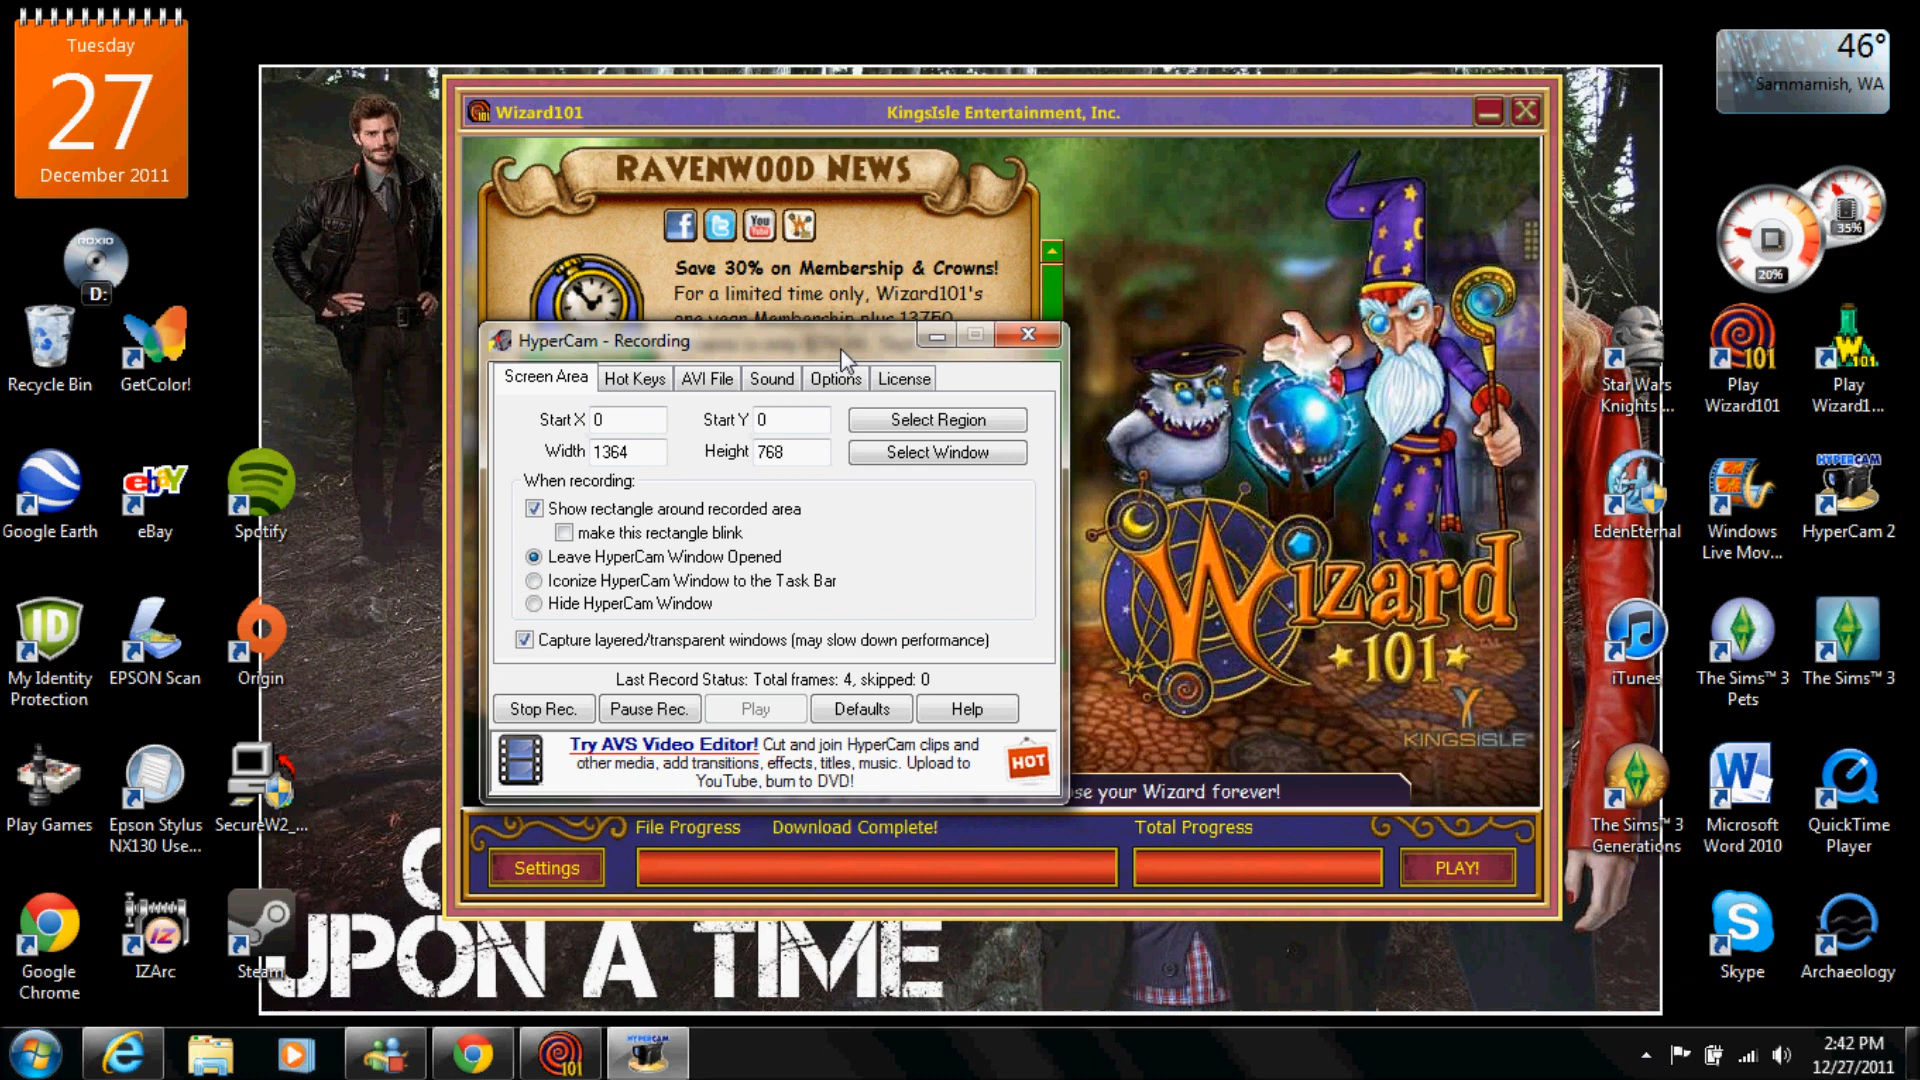 Tuesday
27
December 2011
46°
Sammamish, WA
Wizard101
KingsIsle Entertainment, Inc.
RAVENWOOD NEWS
You
Tube
Save 30% on Membership & Crowns!
For a limited time only, Wizard101's
one year Membership plus 13750
HyperCam - Recording
Screen Area
Hot Keys
AVI File
Sound
Options
License
Start X 0
Start Y 0
Select Region
Width 1364
Height 768
Select Window
When recording:
Show rectangle around recorded area
make this rectangle blink
Leave HyperCam Window Opened
Iconize HyperCam Window to the Task Bar
Hide HyperCam Window
Capture layered/transparent windows (may slow down performance)
Last Record Status: Total frames: 4, skipped: 0
Stop Rec.
Pause Rec.
Play
Defaults
Help
Try AVS Video Editor! Cut and join HyperCam clips and
other media, add transitions, effects, titles, music. Upload to
YouTube, burn to DVD!
HOT
Wizard
101
KINGSISLE
se your Wizard forever!
File Progress
Download Complete!
Total Progress
Settings
PLAY!
UPON A TIME
ROXIO
D:
Recycle Bin
GetColor!
Google Earth
eBay
Spotify
My Identity
Protection
EPSON Scan
Origin
Play Games
Epson Stylus
NX130 Use...
SecureW2_...
Google
Chrome
IZArc
Steam
35%
20%
Star Wars
Knights ...
Play
Wizard101
Play
Wizard1...
EdenEternal
Windows
Live Mov...
HyperCam 2
iTunes
The Sims™ 3
Pets
The Sims™ 3
The Sims™ 3
Generations
Microsoft
Word 2010
QuickTime
Player
Skype
Archaeology
2:42 PM
12/27/2011